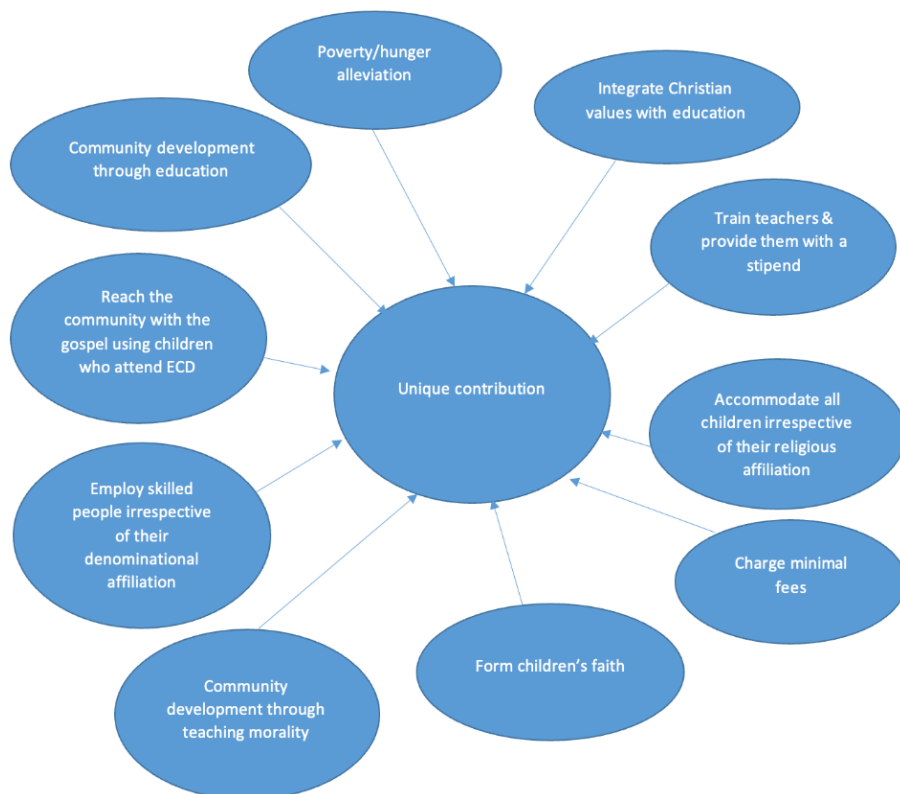 Poverty/hunger
alleviation
Integrate Christian
values with education
Community development
through education
Train teachers &
provide them with a
stipend
Reach the
community with the
gospel using children
who attend ECD
Unique contribution
Accommodate all
children irrespective
of their religious
affiliation
Employ skilled
people irrespective
of their
denominational
affiliation
Charge minimal
fees
Form children’s faith
Community
development through
teaching morality